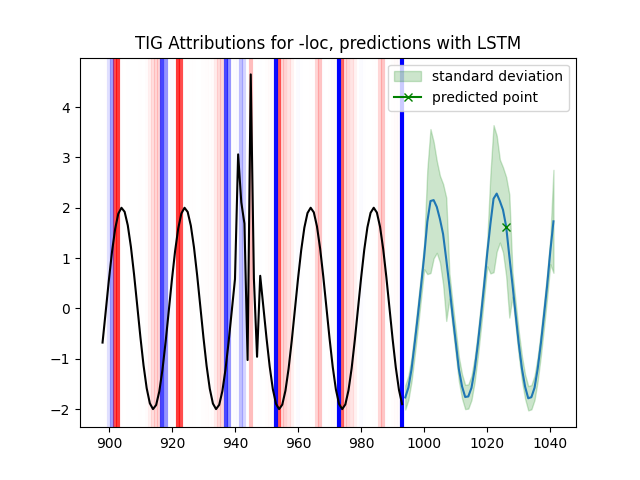 TIG Attributions for -loc, predictions with LSTM
standard deviation
predicted point
4
3
2
1
0
−1
−2
900 920 940 960 980 1000 1020 1040